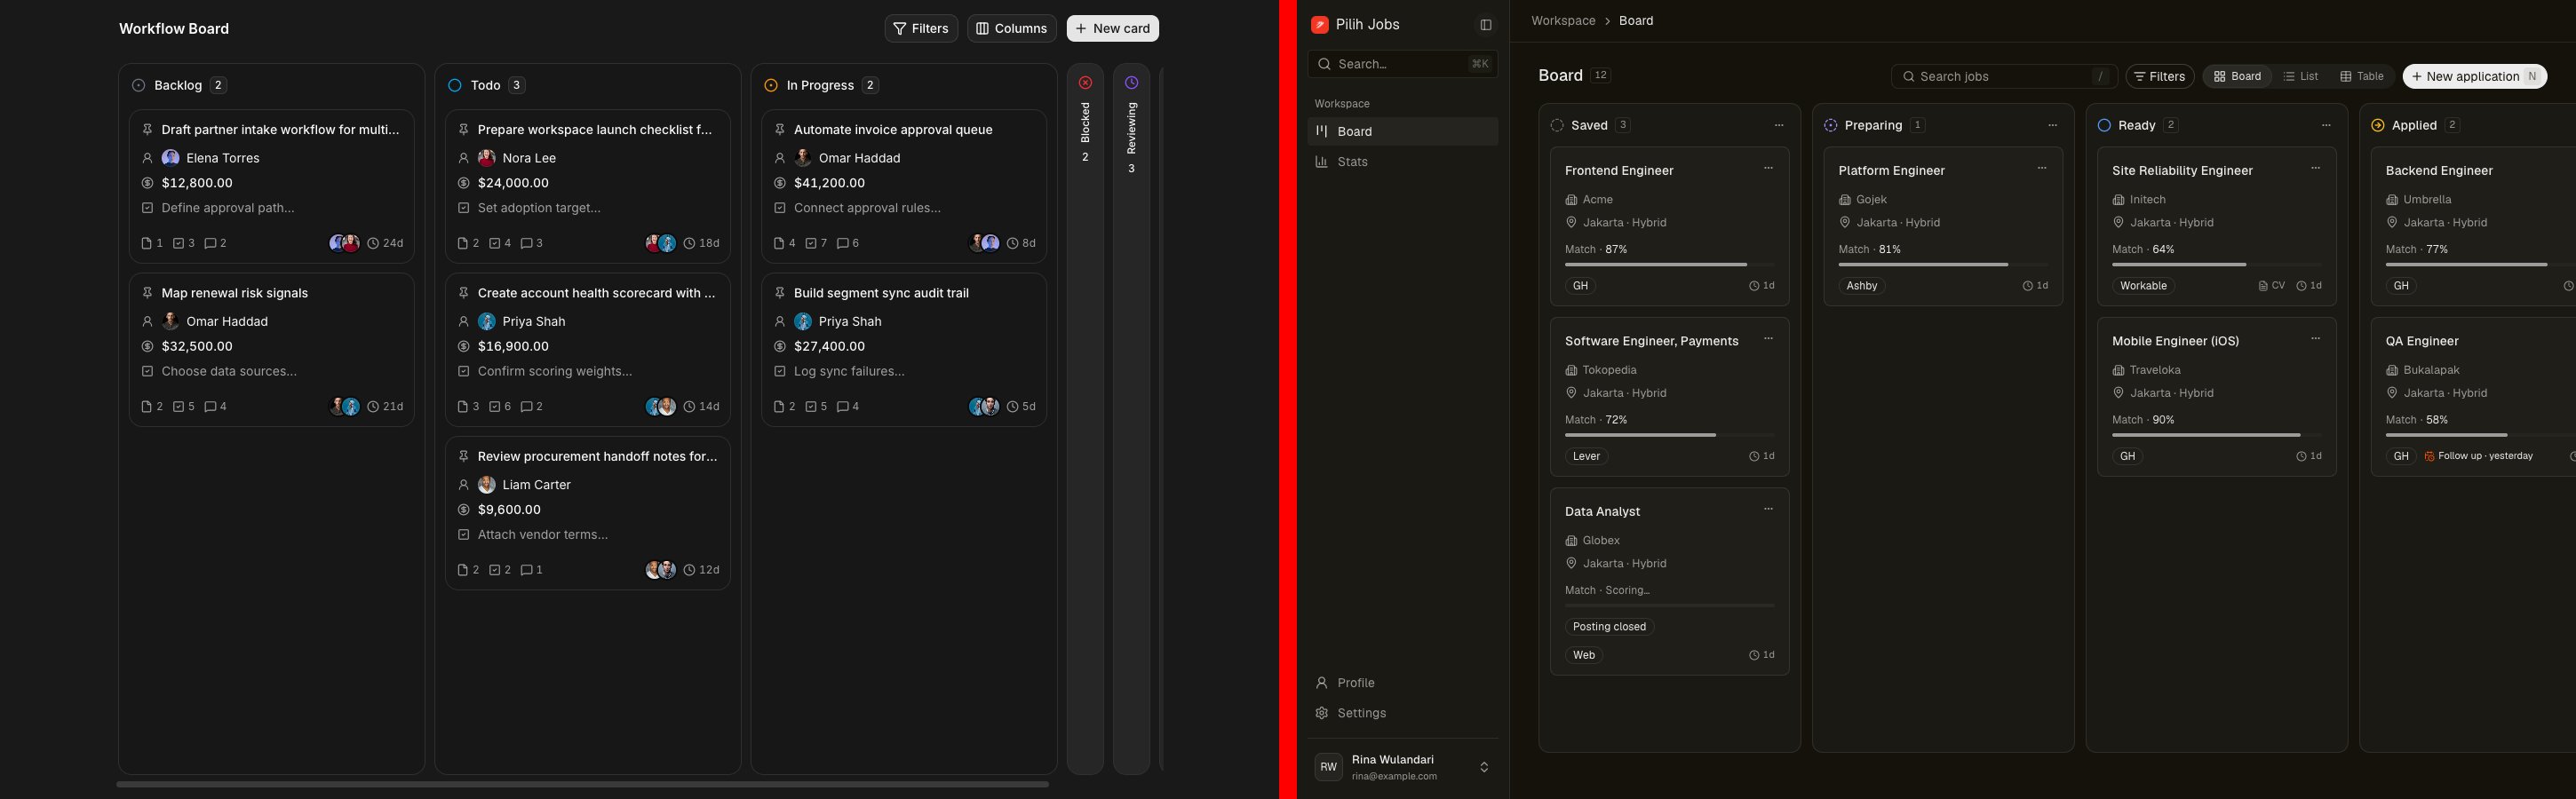 Workflow Board
Filters
Columns
New card
Backlog 2
Draft partner intake workflow for multi...
Elena Torres
$12,800.00
Define approval path...
1 3 2 24d
Map renewal risk signals
Omar Haddad
$32,500.00
Choose data sources...
2 5 4 21d
Todo 3
Prepare workspace launch checklist f...
Nora Lee
$24,000.00
Set adoption target...
2 4 3 18d
Create account health scorecard with ...
Priya Shah
$16,900.00
Confirm scoring weights...
3 6 2 14d
Review procurement handoff notes for...
Liam Carter
$9,600.00
Attach vendor terms...
2 2 1 12d
In Progress 2
Automate invoice approval queue
Omar Haddad
$41,200.00
Connect approval rules...
4 7 6 8d
Build segment sync audit trail
Priya Shah
$27,400.00
Log sync failures...
2 5 4 5d
Blocked 2
Reviewing 3
Pilih Jobs
Search... ⌘K
Workspace
Board
Stats
Profile
Settings
RW
Rina Wulandari
rina@example.com
Workspace > Board
Board 12
Search jobs /
Filters
Board
List
Table
New application N
Saved 3
Frontend Engineer
Acme
Jakarta · Hybrid
Match · 87%
GH 1d
Software Engineer, Payments
Tokopedia
Jakarta · Hybrid
Match · 72%
Lever 1d
Data Analyst
Globex
Jakarta · Hybrid
Match · Scoring…
Posting closed
Web 1d
Preparing 1
Platform Engineer
Gojek
Jakarta · Hybrid
Match · 81%
Ashby 1d
Ready 2
Site Reliability Engineer
Initech
Jakarta · Hybrid
Match · 64%
Workable CV 1d
Mobile Engineer (iOS)
Traveloka
Jakarta · Hybrid
Match · 90%
GH 1d
Applied 2
Backend Engineer
Umbrella
Jakarta · Hybrid
Match · 77%
GH
QA Engineer
Bukalapak
Jakarta · Hybrid
Match · 58%
GH Follow up · yesterday